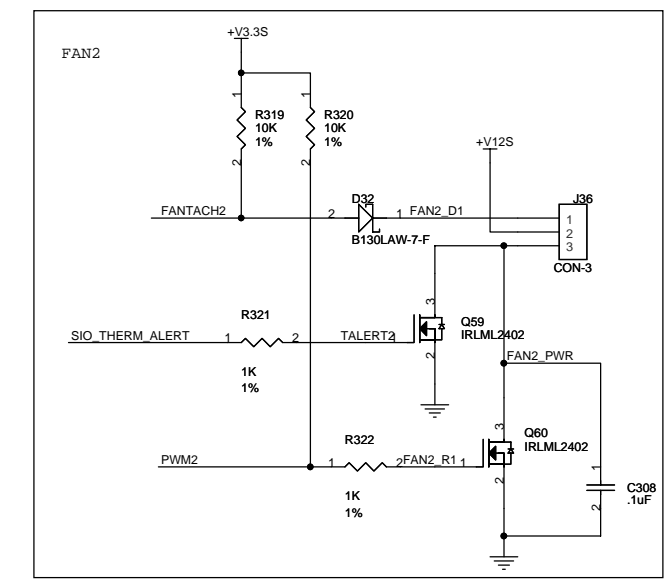 FAN2
+V3.3S
1
1
R319
10K
1%
R320
10K
1%
2
2
+V12S
J36
1
2
3
CON-3
FANTACH2
2
D32
1
FAN2_D1
B130LAW-7-F
3
Q59
IRLML2402
R321
SIO_THERM_ALERT
1
2
TALERT2
1
2
1K
1%
FAN2_PWR
3
Q60
IRLML2402
R322
PWM2
1
2
FAN2_R1
1
2
1K
1%
1
C308
.1uF
2